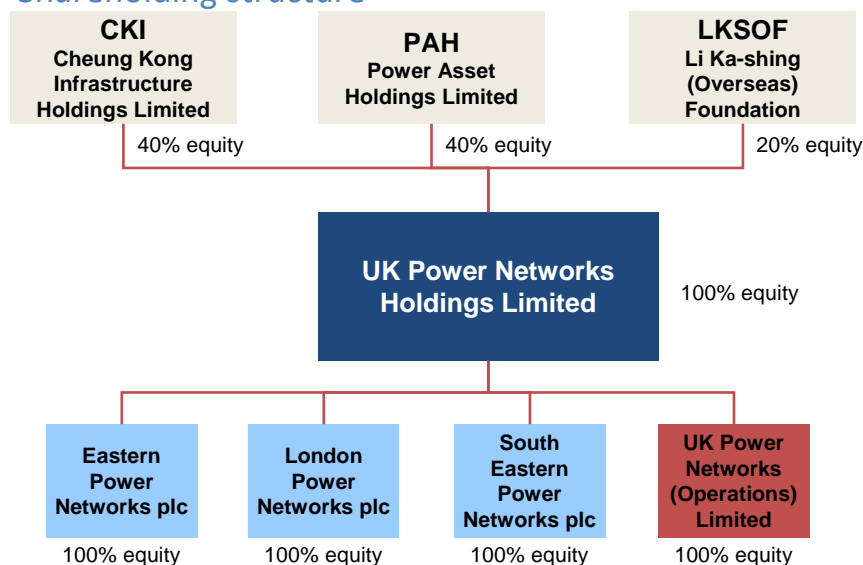 Shareholding structure
CKI
Cheung Kong
Infrastructure
Holdings Limited
PAH
Power Asset
Holdings Limited
LKSOF
Li Ka-shing
(Overseas)
Foundation
40% equity
40% equity
20% equity
UK Power Networks
Holdings Limited
100% equity
Eastern
Power
Networks plc
London
Power
Networks plc
South
Eastern
Power
Networks plc
UK Power
Networks
(Operations)
Limited
100% equity
100% equity
100% equity
100% equity